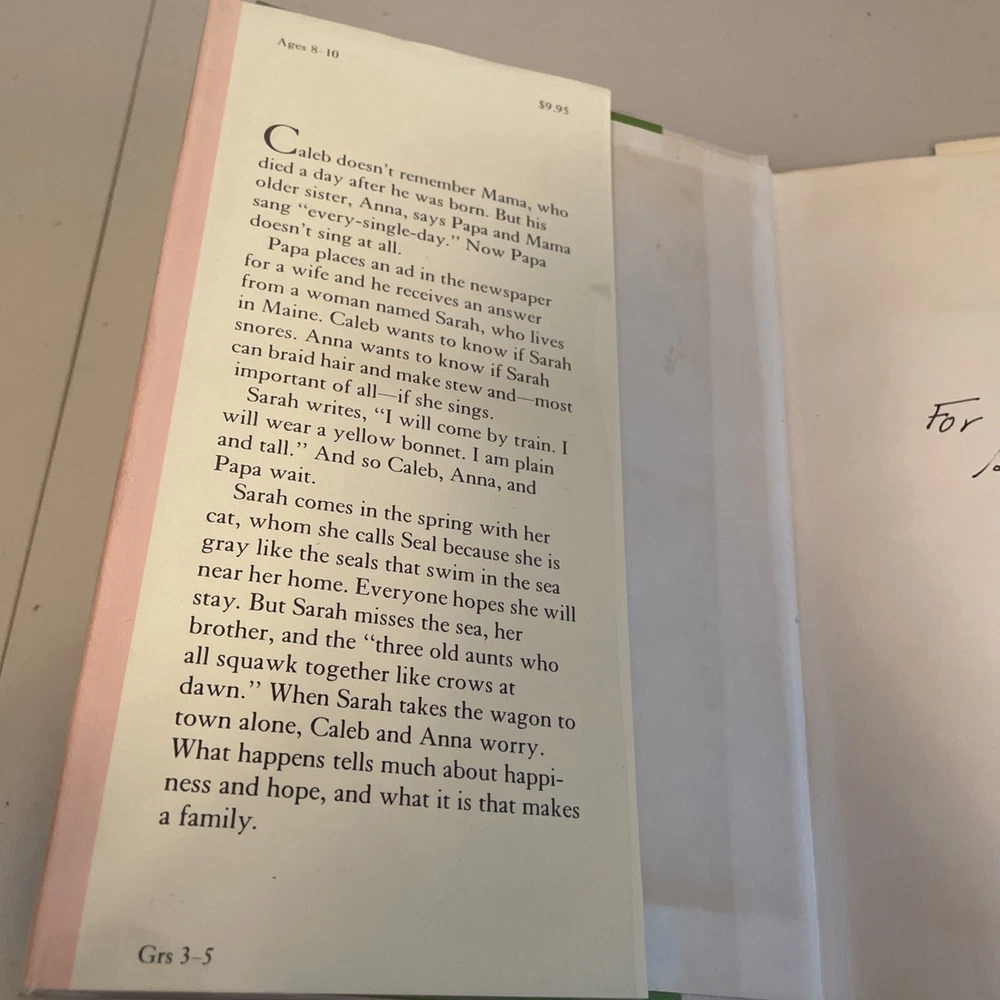 Ages 8–10
$9.95
Caleb doesn't remember Mama, who
died a day after he was born. But his
older sister, Anna, says Papa and Mama
sang “every-single-day.” Now Papa
doesn't sing at all.
Papa places an ad in the newspaper
for a wife and he receives an answer
from a woman named Sarah, who lives
in Maine. Caleb wants to know if Sarah
snores. Anna wants to know if Sarah
can braid hair and make stew and—most
important of all—if she sings.
Sarah writes, “I will come by train. I
will wear a yellow bonnet. I am plain
and tall.” And so Caleb, Anna, and
Papa wait.
Sarah comes in the spring with her
cat, whom she calls Seal because she is
gray like the seals that swim in the sea
near her home. Everyone hopes she will
stay. But Sarah misses the sea, her
brother, and the “three old aunts who
all squawk together like crows at
dawn.” When Sarah takes the wagon to
town alone, Caleb and Anna worry.
What happens tells much about happi-
ness and hope, and what it is that makes
a family.
Grs 3–5
For